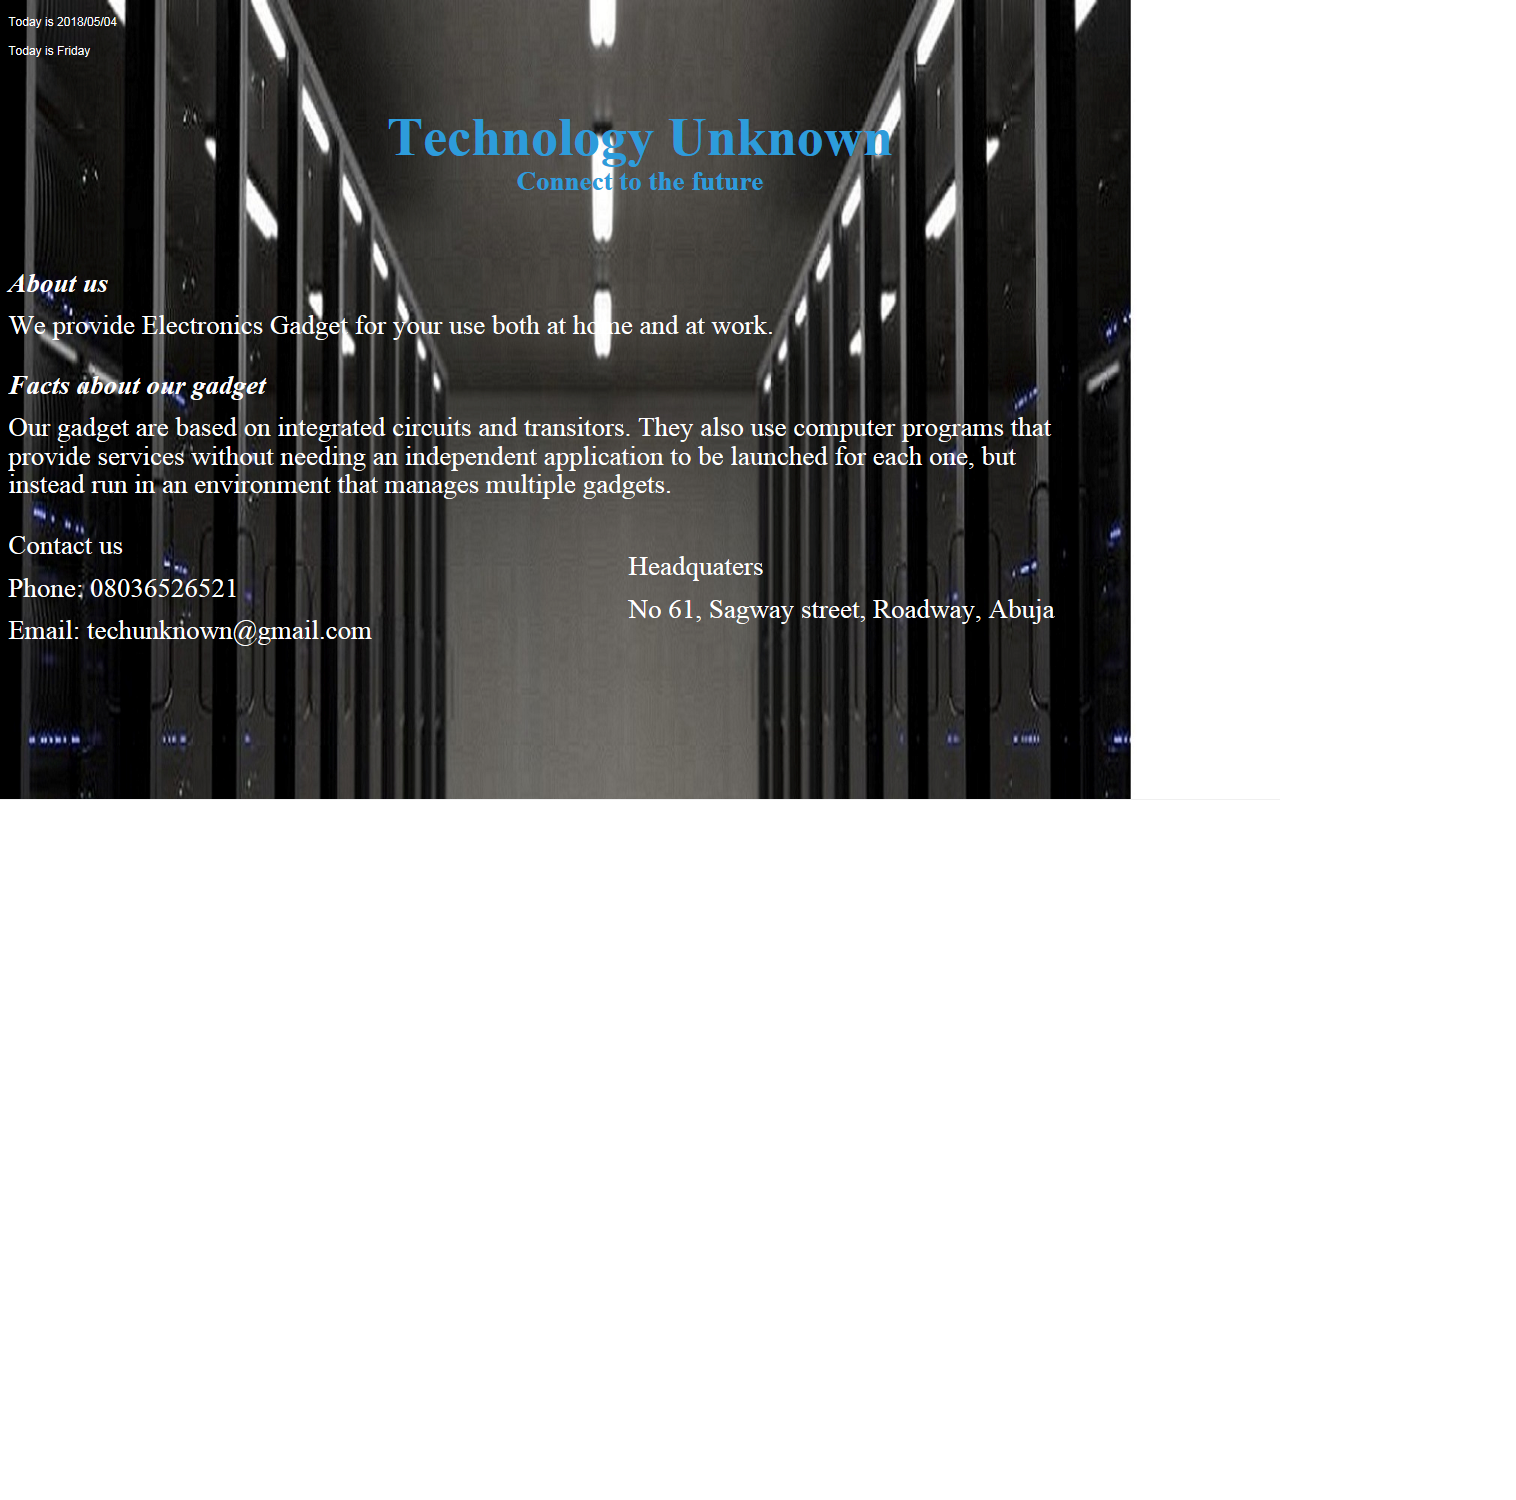 Today is 2018/05/04
Today is Friday
Technology Unknown
Connect to the future
About us
We provide Electronics Gadget for your use both at home and at work.
Facts about our gadget
Our gadget are based on integrated circuits and transitors. They also use computer programs that
provide services without needing an independent application to be launched for each one, but
instead run in an environment that manages multiple gadgets.
Contact us
Phone: 08036526521
Email: techunknown@gmail.com
Headquaters
No 61, Sagway street, Roadway, Abuja